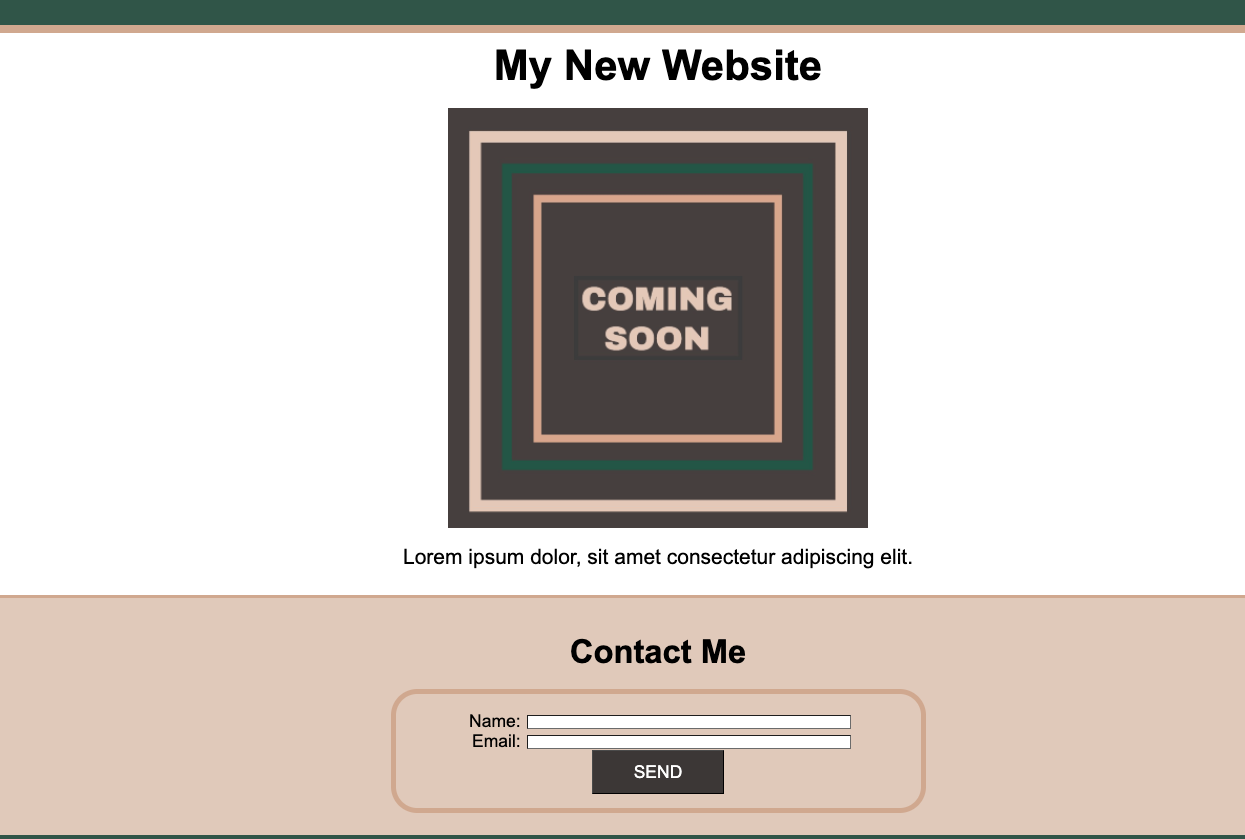 My New Website
COMING
SOON
Lorem ipsum dolor, sit amet consectetur adipiscing elit.
Contact Me
Name:
Email:
SEND